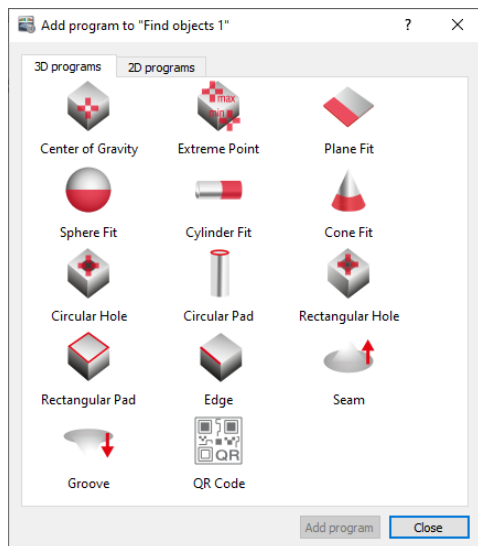 Add program to "Find objects 1"
?
3D programs
2D programs
max
min
Center of Gravity
Extreme Point
Plane Fit
Sphere Fit
Cylinder Fit
Cone Fit
Circular Hole
Circular Pad
Rectangular Hole
Rectangular Pad
Edge
Seam
QR
Groove
QR Code
Add program
Close